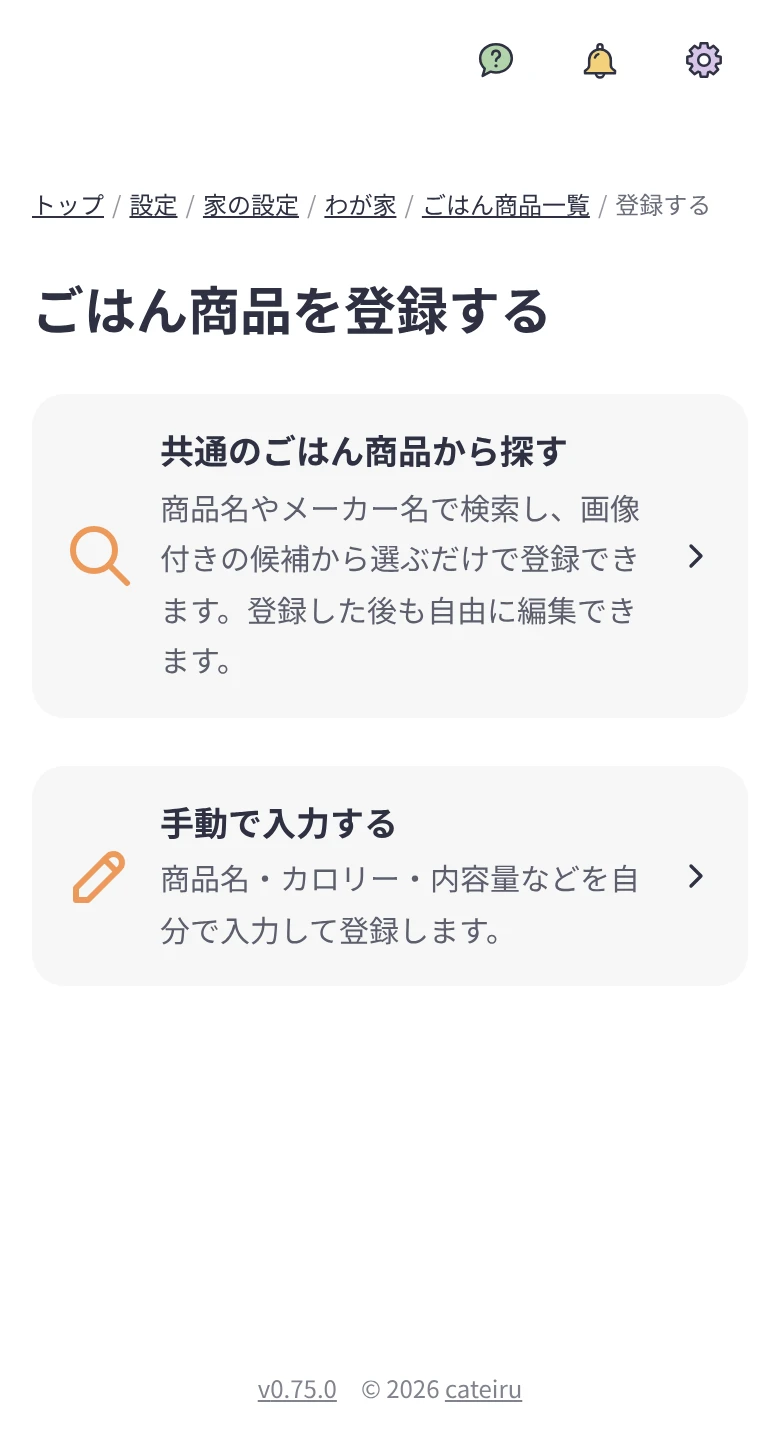 トップ / 設定 / 家の設定 / わが家 / ごはん商品一覧 / 登録する
ごはん商品を登録する
共通のごはん商品から探す
商品名やメーカー名で検索し、画像
付きの候補から選ぶだけで登録でき
ます。登録した後も自由に編集でき
ます。
手動で入力する
商品名・カロリー・内容量などを自
分で入力して登録します。
v0.75.0 © 2026 cateiru